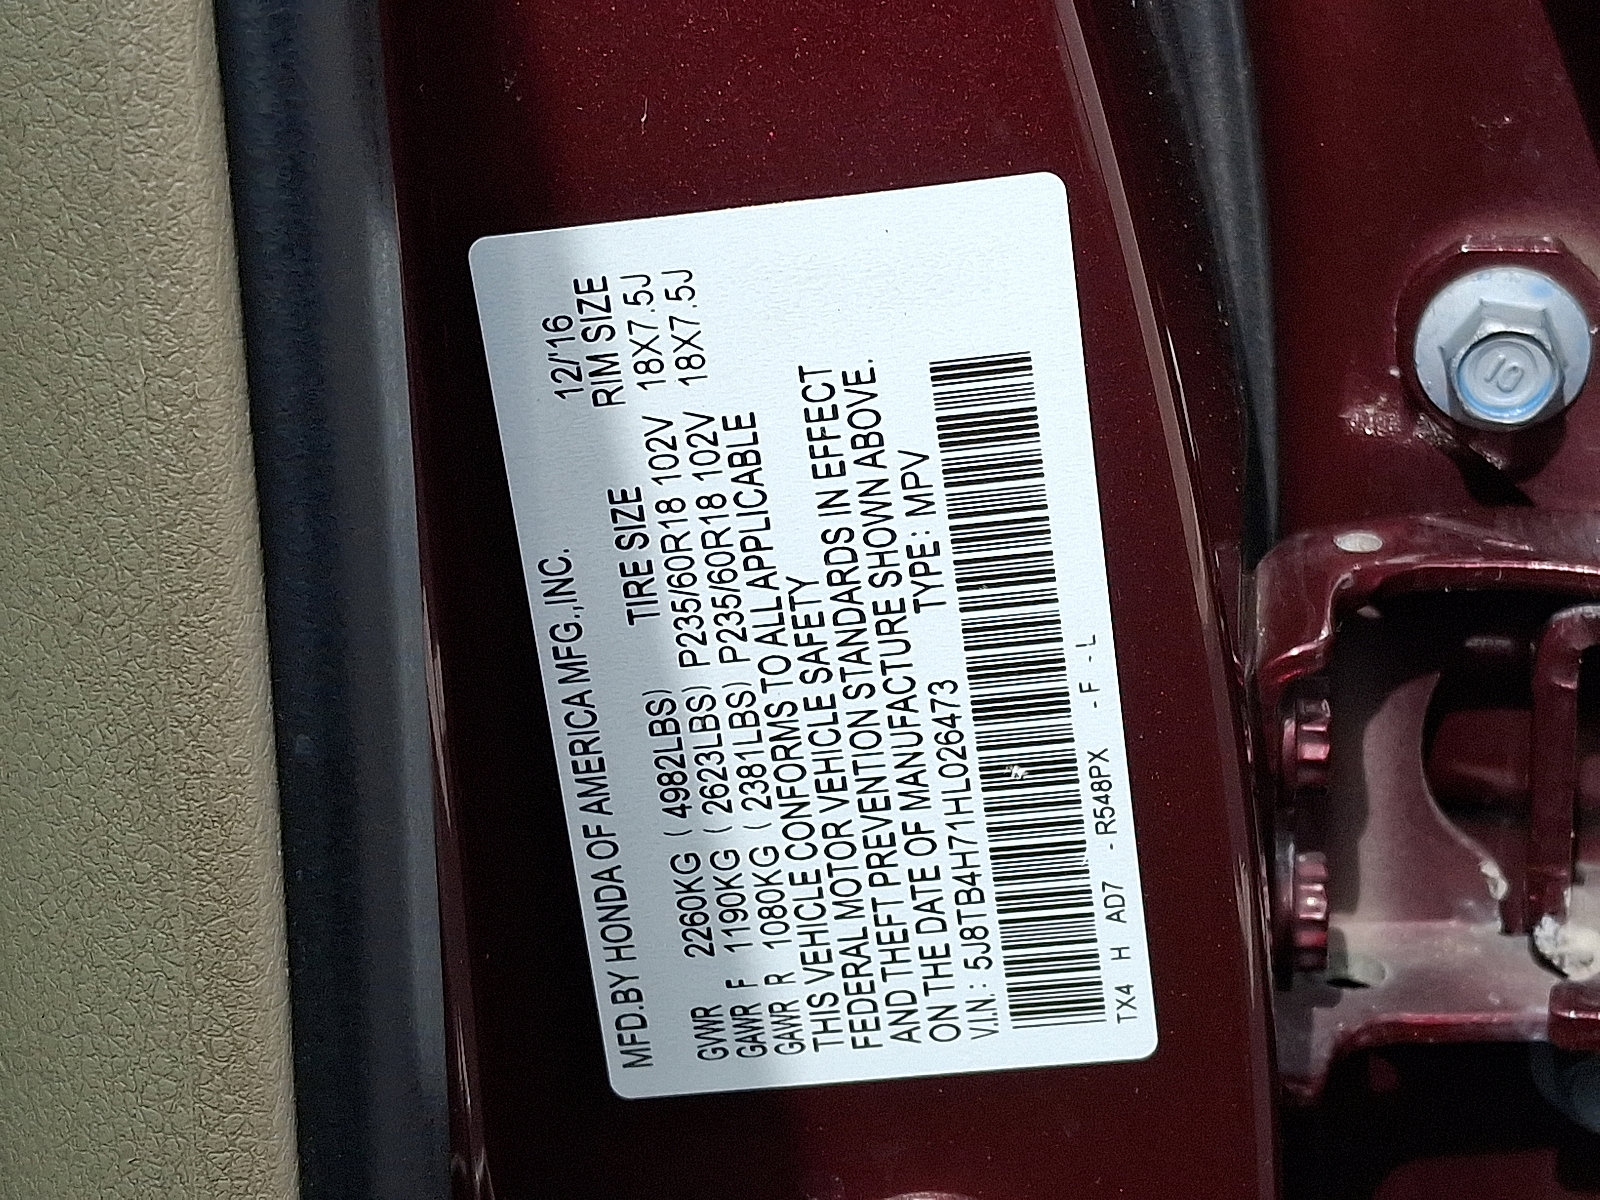 MFD.BY HONDA OF AMERICA MFG.,INC. 12/'16
TIRE SIZE RIM SIZE
GVWR 2260KG ( 4982LBS)
GAWR F 1190KG ( 2623LBS) P235/60R18 102V 18X7.5J
GAWR R 1080KG ( 2381LBS) P235/60R18 102V 18X7.5J
THIS VEHICLE CONFORMS TO ALL APPLICABLE
FEDERAL MOTOR VEHICLE SAFETY
AND THEFT PREVENTION STANDARDS IN EFFECT
ON THE DATE OF MANUFACTURE SHOWN ABOVE.
V.I.N.: 5J8TB4H71HL026473 TYPE: MPV
TX4 H AD7 - R548PX - F - L
10